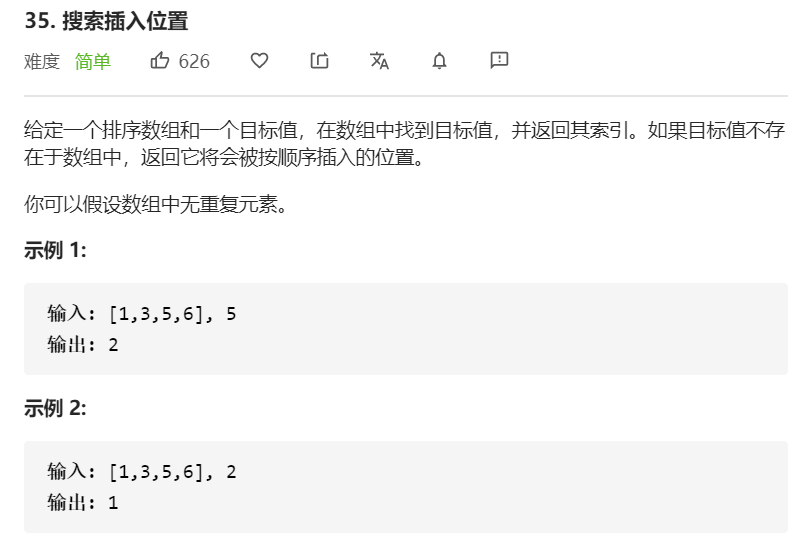 35. 搜索插入位置
难度 简单 626
给定一个排序数组和一个目标值，在数组中找到目标值，并返回其索引。如果目标值不存
在于数组中，返回它将会被按顺序插入的位置。
你可以假设数组中无重复元素。
示例 1:
输入: [1,3,5,6], 5
输出: 2
示例 2:
输入: [1,3,5,6], 2
输出: 1